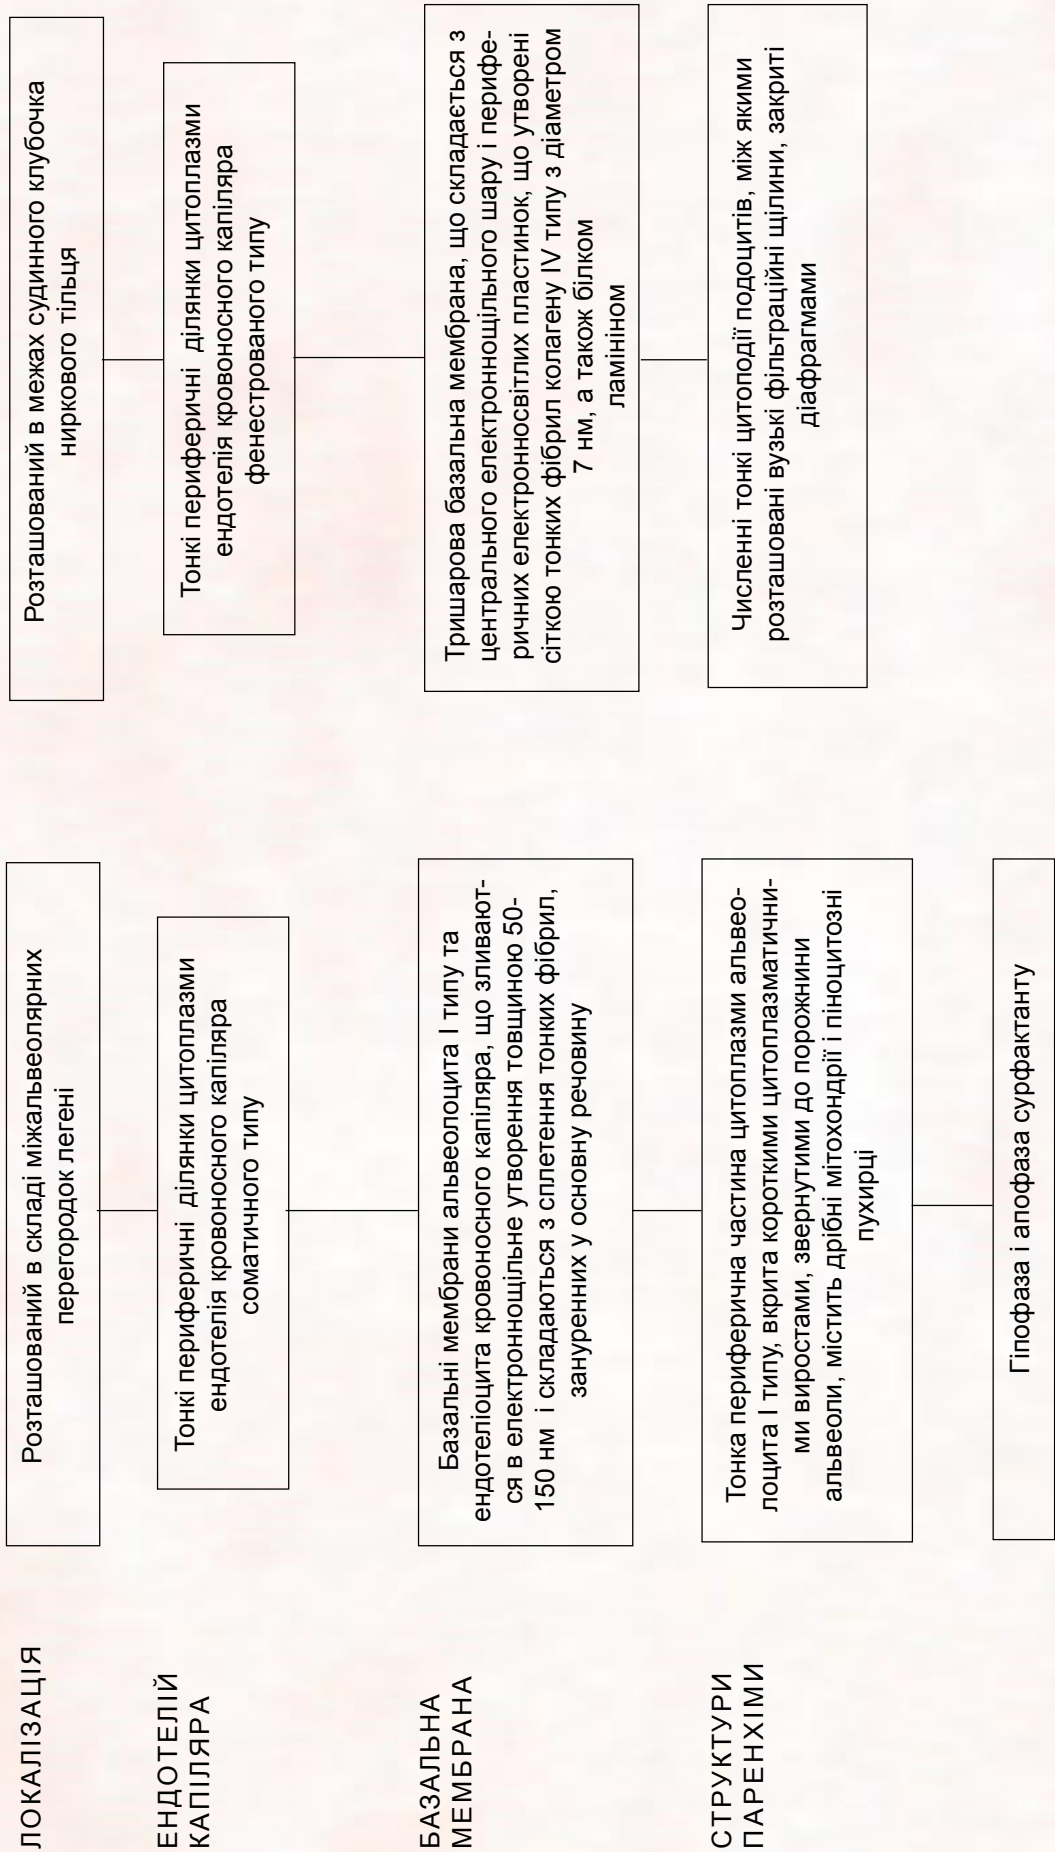 ЛОКАЛІЗАЦІЯ
Розташований в складі міжальвеолярних
перегородок легені
Розташований в межах судинного клубочка
ниркового тільця
ЕНДОТЕЛІЙ
КАПІЛЯРА
Тонкі периферичні ділянки цитоплазми
ендотелія кровоносного капіляра
соматичного типу
Тонкі периферичні ділянки цитоплазми
ендотелія кровоносного капіляра
фенестрованого типу
БАЗАЛЬНА
МЕМБРАНА
Базальні мембрани альвеолоцита I типу та
ендотеліоцита кровоносного капіляра, що зливают-
ся в електроннощільне утворення товщиною 50-
150 нм і складаються з сплетення тонких фібрил,
зануренних у основну речовину
Тришарова базальна мембрана, що складається з
центрального електроннощільного шару і перифе-
ричних електронносвітлих пластинок, що утворені
сіткою тонких фібрил колагену IV типу з діаметром
7 нм, а також білком
ламініном
СТРУКТУРИ
ПАРЕНХІМИ
Тонка периферична частина цитоплазми альвео-
лоцита I типу, вкрита короткими цитоплазматични-
ми виростами, звернутими до порожнини
альвеоли, містить дрібні мітохондрії і піноцитозні
пухирці
Численні тонкі цитоподії подоцитів, між якими
розташовані вузькі фільтраційні щілини, закриті
діафрагмами
Гіпофаза і апофаза сурфактанту